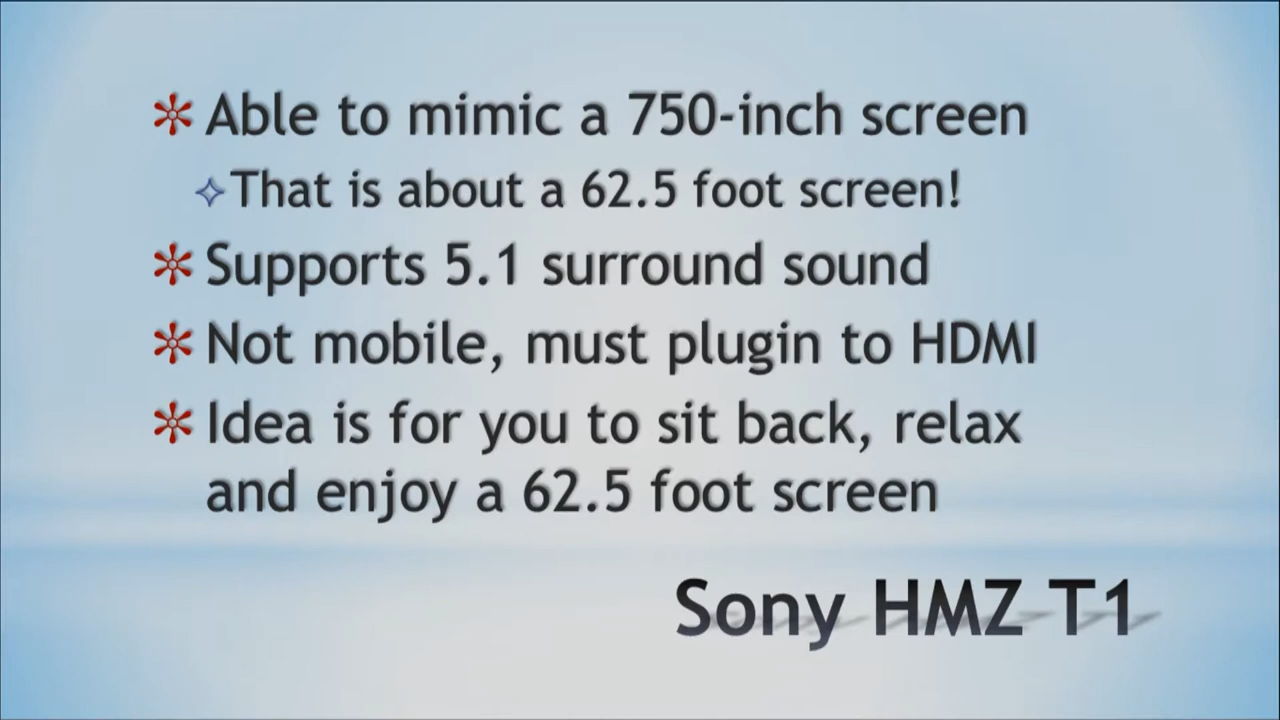 Able to mimic a 750-inch screen
That is about a 62.5 foot screen!
Supports 5.1 surround sound
Not mobile, must plugin to HDMI
Idea is for you to sit back, relax
and enjoy a 62.5 foot screen
Sony HMZ T1